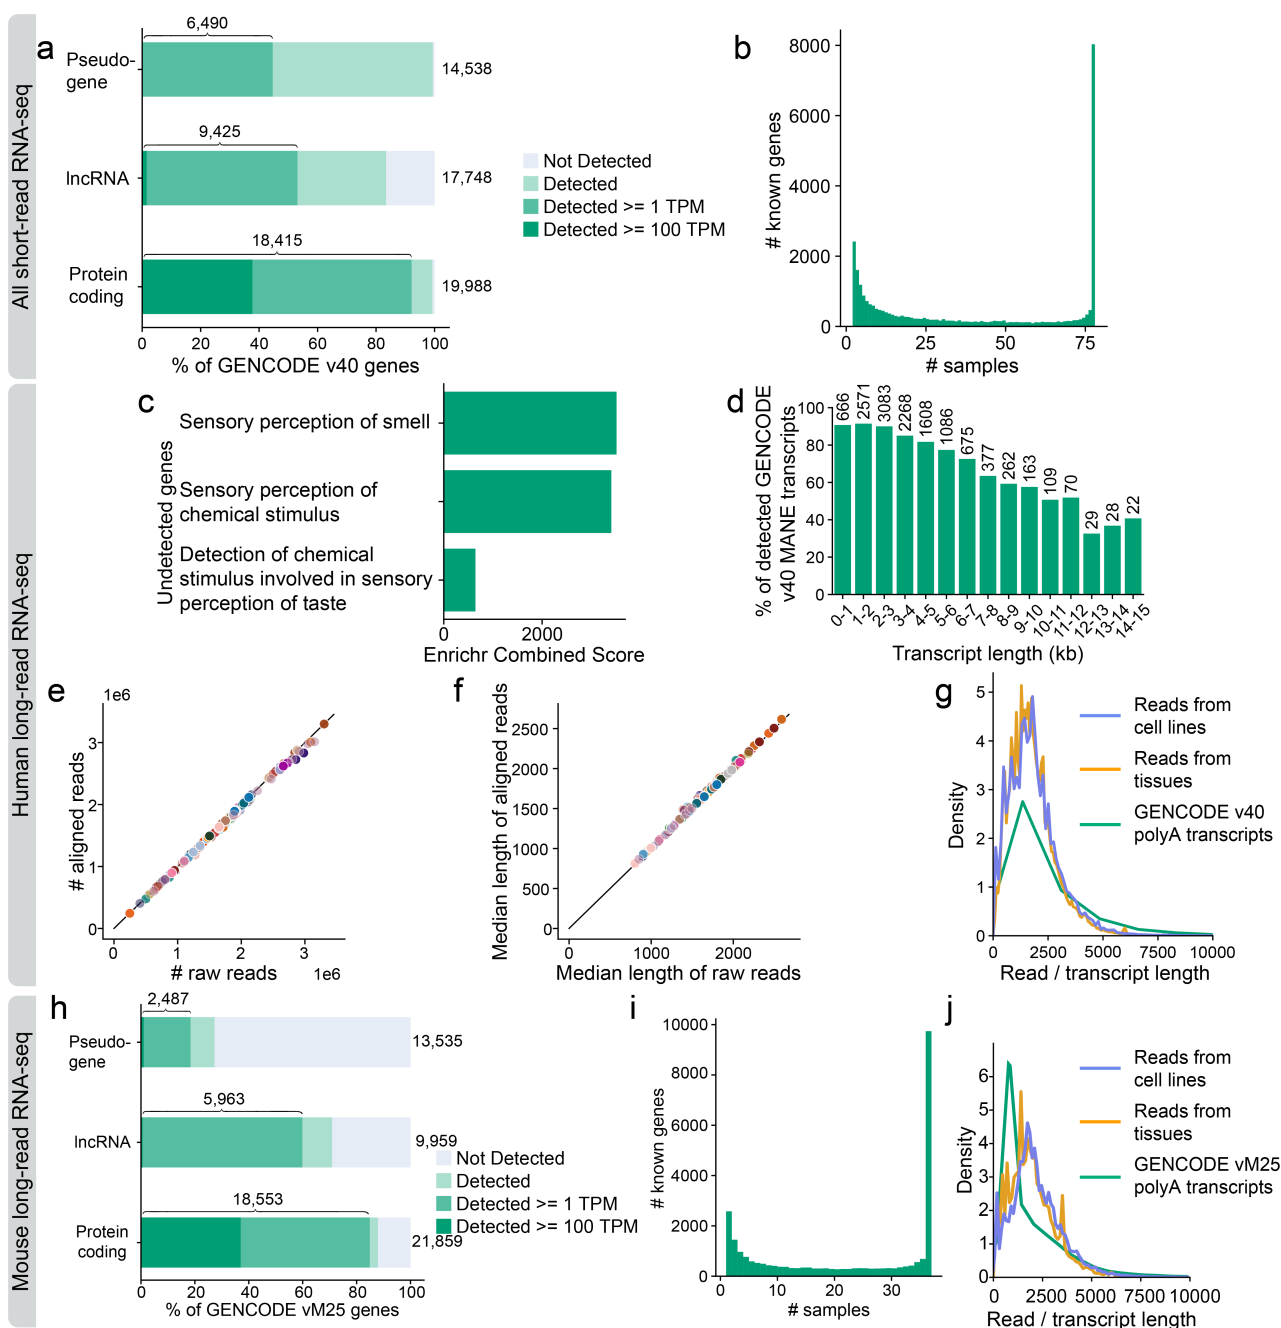 All short-read RNA-seq
a
6,490
Pseudo-
gene
14,538
9,425
lncRNA
17,748
18,415
Protein
coding
19,988
0 20 40 60 80 100
% of GENCODE v40 genes
Not Detected
Detected
Detected >= 1 TPM
Detected >= 100 TPM
b
# known genes
8000
6000
4000
2000
0
0 25 50 75
# samples
Human long-read RNA-seq
c
Undetected genes
Sensory perception of smell
Sensory perception of
chemical stimulus
Detection of chemical
stimulus involved in sensory
perception of taste
0 2000
Enrichr Combined Score
d
% of detected GENCODE
v40 MANE transcripts
100
80
60
40
20
0
666 2571 3083 2268 1608 1086 675 377 262 163 109 70 29 28 22
0-1 1-2 2-3 3-4 4-5 5-6 6-7 7-8 8-9 9-10 10-11 11-12 12-13 13-14 14-15
Transcript length (kb)
e
1e6
# aligned reads
3
2
1
0
0 1 2 3
# raw reads
1e6
f
Median length of aligned reads
2500
2000
1500
1000
500
0
0 1000 2000
Median length of raw reads
g
Density
5
4
3
2
1
0
0 2500 5000 7500 10000
Read / transcript length
Reads from
cell lines
Reads from
tissues
GENCODE v40
polyA transcripts
Mouse long-read RNA-seq
h
2,487
Pseudo-
gene
13,535
5,963
lncRNA
9,959
18,553
Protein
coding
21,859
0 20 40 60 80 100
% of GENCODE vM25 genes
Not Detected
Detected
Detected >= 1 TPM
Detected >= 100 TPM
i
# known genes
10000
8000
6000
4000
2000
0
0 10 20 30
# samples
j
Density
6
5
4
3
2
1
0
0 2500 5000 7500 10000
Read / transcript length
Reads from
cell lines
Reads from
tissues
GENCODE vM25
polyA transcripts